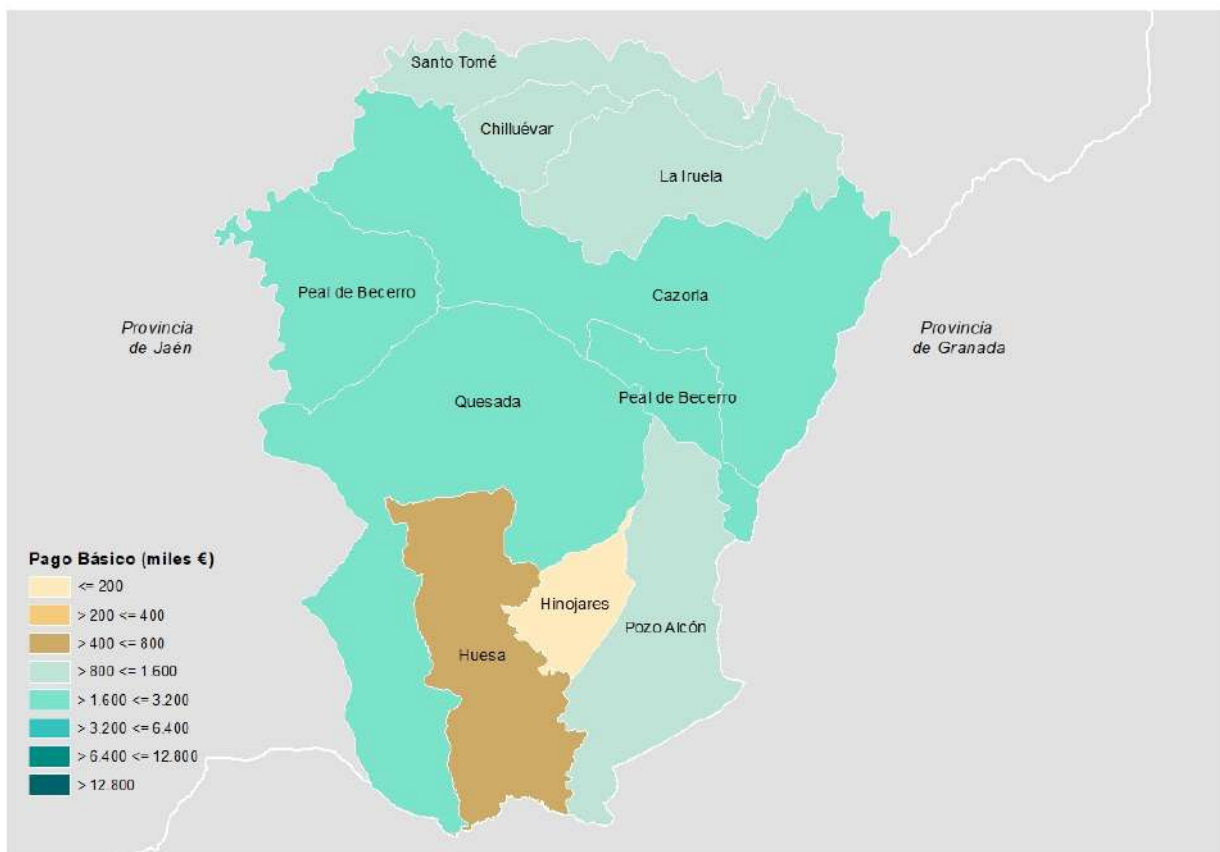 Santo Tomé
Chilluévar
La Iruela
Peal de Becerro
Cazorla
Provincia
de Jaén
Provincia
de Granada
Quesada
Peal de Becerro
Hinojares
Pozo Alcón
Huesa
Pago Básico (miles €)
<= 200
> 200 <= 400
> 400 <= 800
> 800 <= 1.600
> 1.600 <= 3.200
> 3.200 <= 6.400
> 6.400 <= 12.800
> 12.800